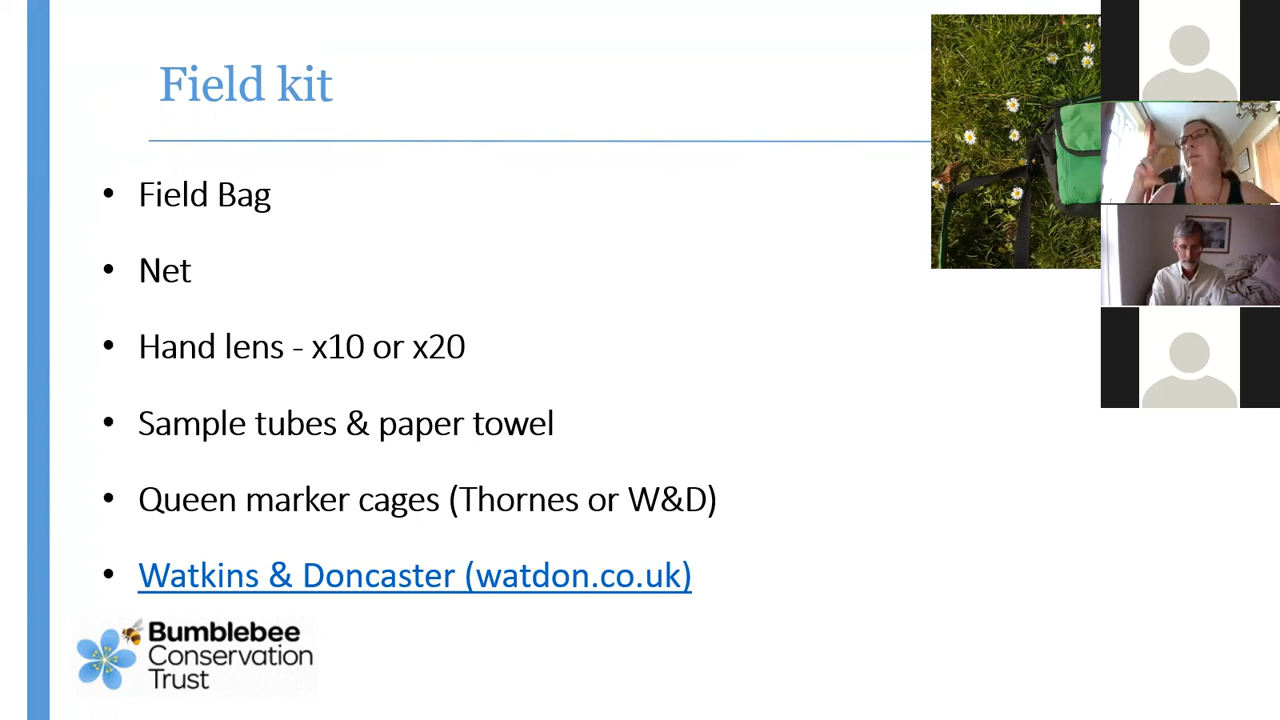 Field kit
• Field Bag
• Net
• Hand lens - x10 or x20
• Sample tubes & paper towel
• Queen marker cages (Thornes or W&D)
• Watkins & Doncaster (watdon.co.uk)
Bumblebee
Conservation
Trust